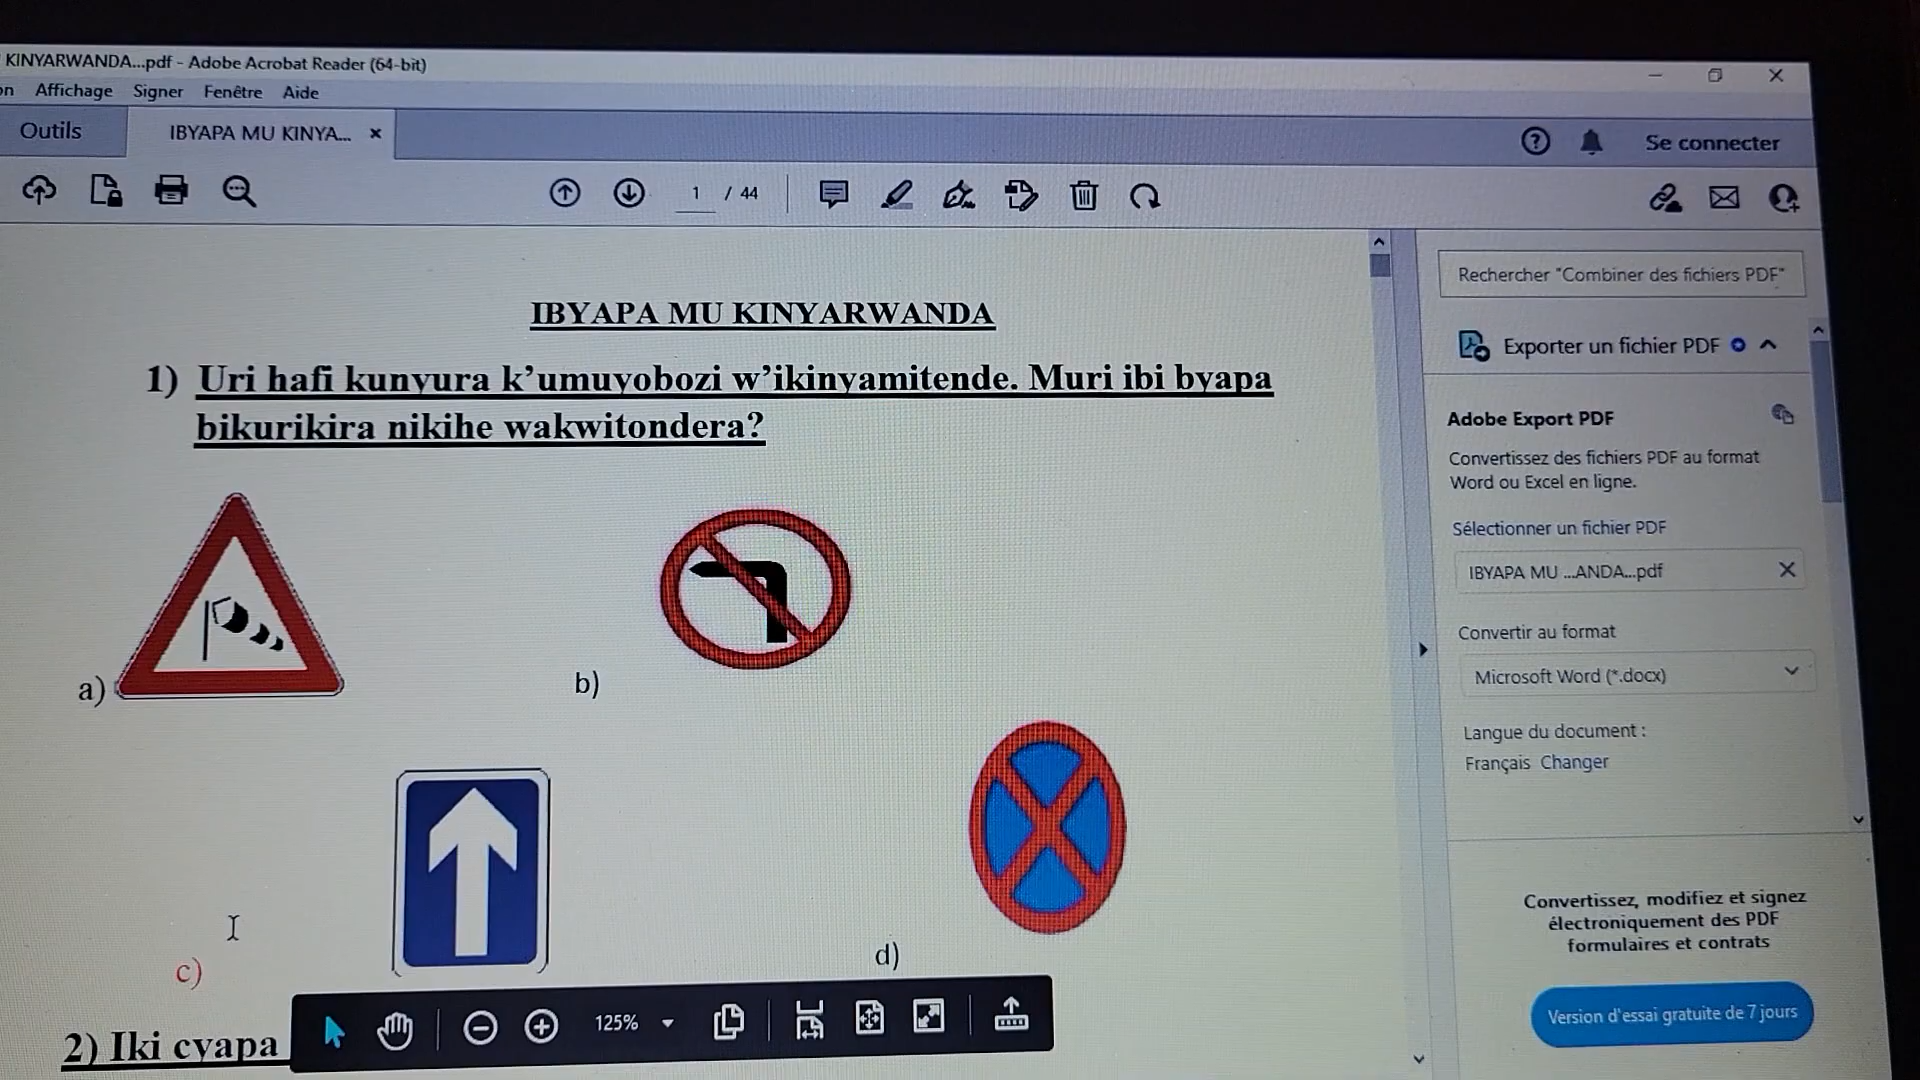 KINYARWANDA...pdf - Adobe Acrobat Reader (64-bit)
on Affichage Signer Fenêtre Aide
Outils
IBYAPA MU KINYA...
Se connecter
1 / 44
IBYAPA MU KINYARWANDA
1) Uri hafi kunyura k’umuyobozi w’ikinyamitende. Muri ibi byapa
bikurikira nikihe wakwitondera?
a)
b)
c)
d)
2) Iki cyapa
125%
Rechercher "Combiner des fichiers PDF"
Exporter un fichier PDF
Adobe Export PDF
Convertissez des fichiers PDF au format
Word ou Excel en ligne.
Sélectionner un fichier PDF
IBYAPA MU ...ANDA...pdf
Convertir au format
Microsoft Word (*.docx)
Langue du document :
Français Changer
Convertissez, modifiez et signez
électroniquement des PDF
formulaires et contrats
Version d'essai gratuite de 7 jours